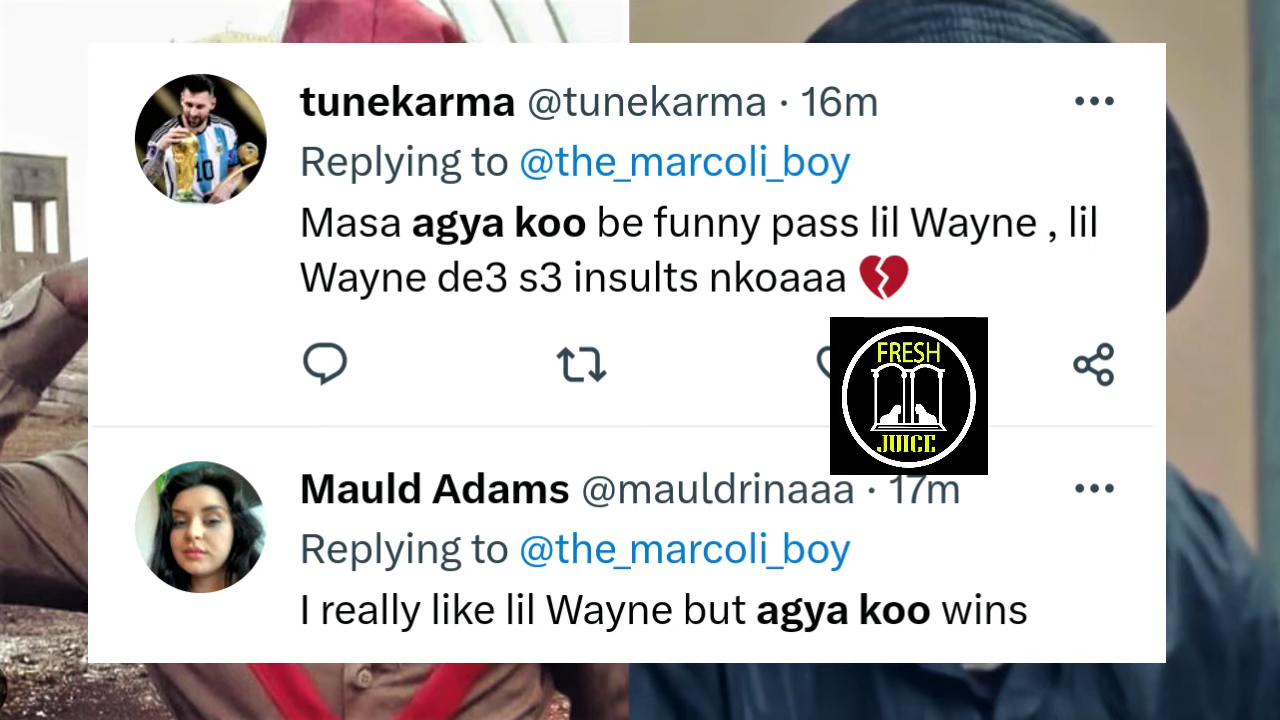 tunekarma @tunekarma · 16m
Replying to @the_marcoli_boy
Masa agya koo be funny pass lil Wayne , lil
Wayne de3 s3 insults nkoaaa 💔
FRESH
JUICE
Mauld Adams @mauldrinaaa · 17m
Replying to @the_marcoli_boy
I really like lil Wayne but agya koo wins
10